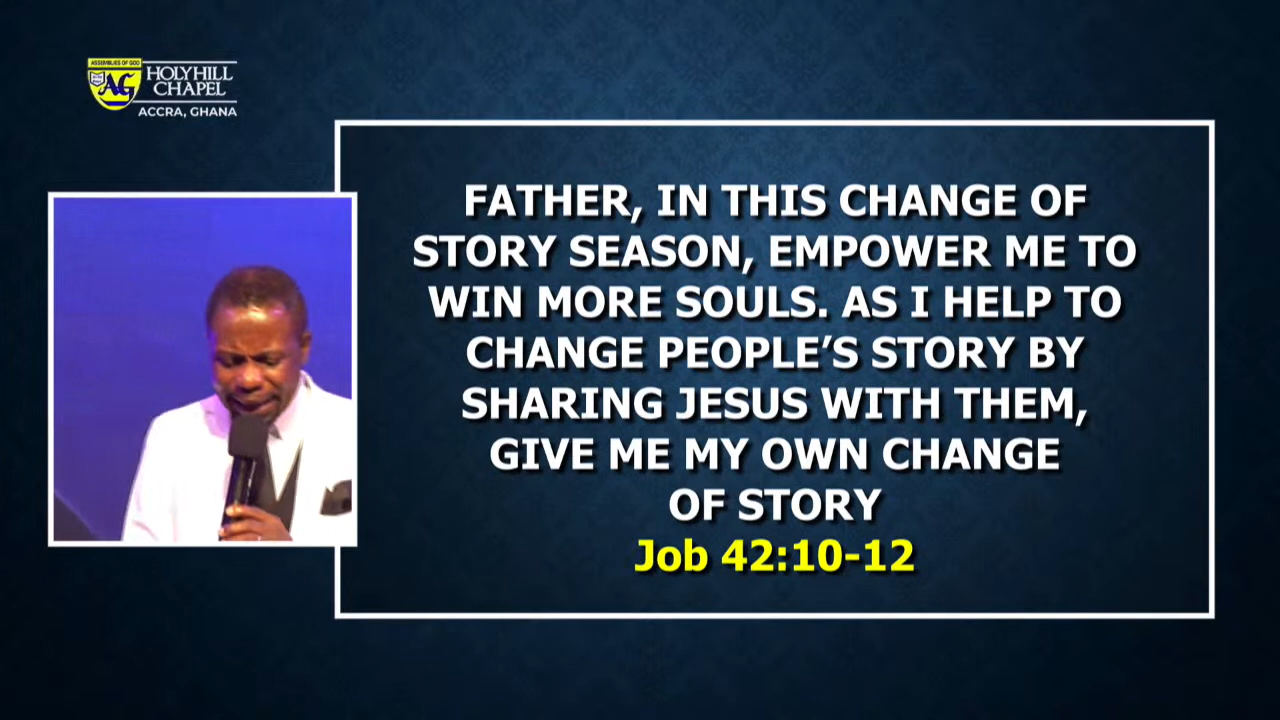 ASSEMBLIES OF GOD
AG
HOLYHILL
CHAPEL
ACCRA, GHANA
FATHER, IN THIS CHANGE OF
STORY SEASON, EMPOWER ME TO
WIN MORE SOULS. AS I HELP TO
CHANGE PEOPLE’S STORY BY
SHARING JESUS WITH THEM,
GIVE ME MY OWN CHANGE
OF STORY
Job 42:10-12